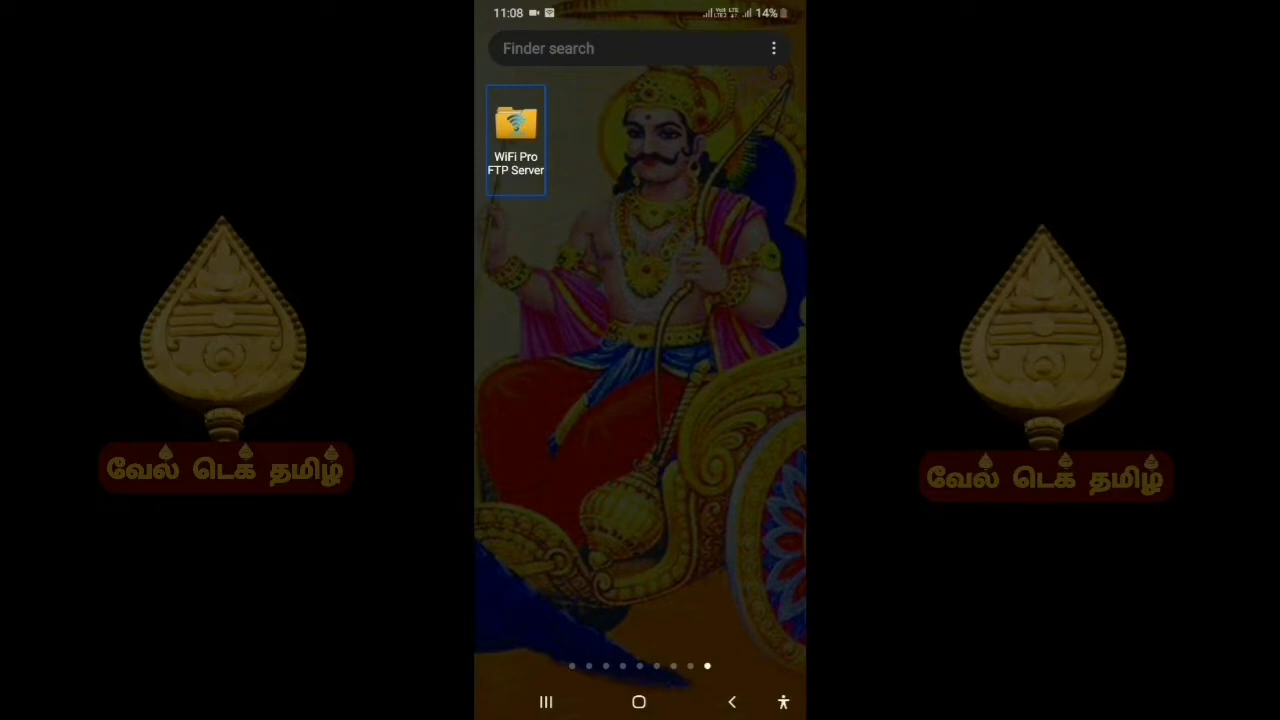 11:08
14%
Finder search
WiFi Pro
FTP Server
வேல் டெக் தமிழ்
வேல் டெக் தமிழ்